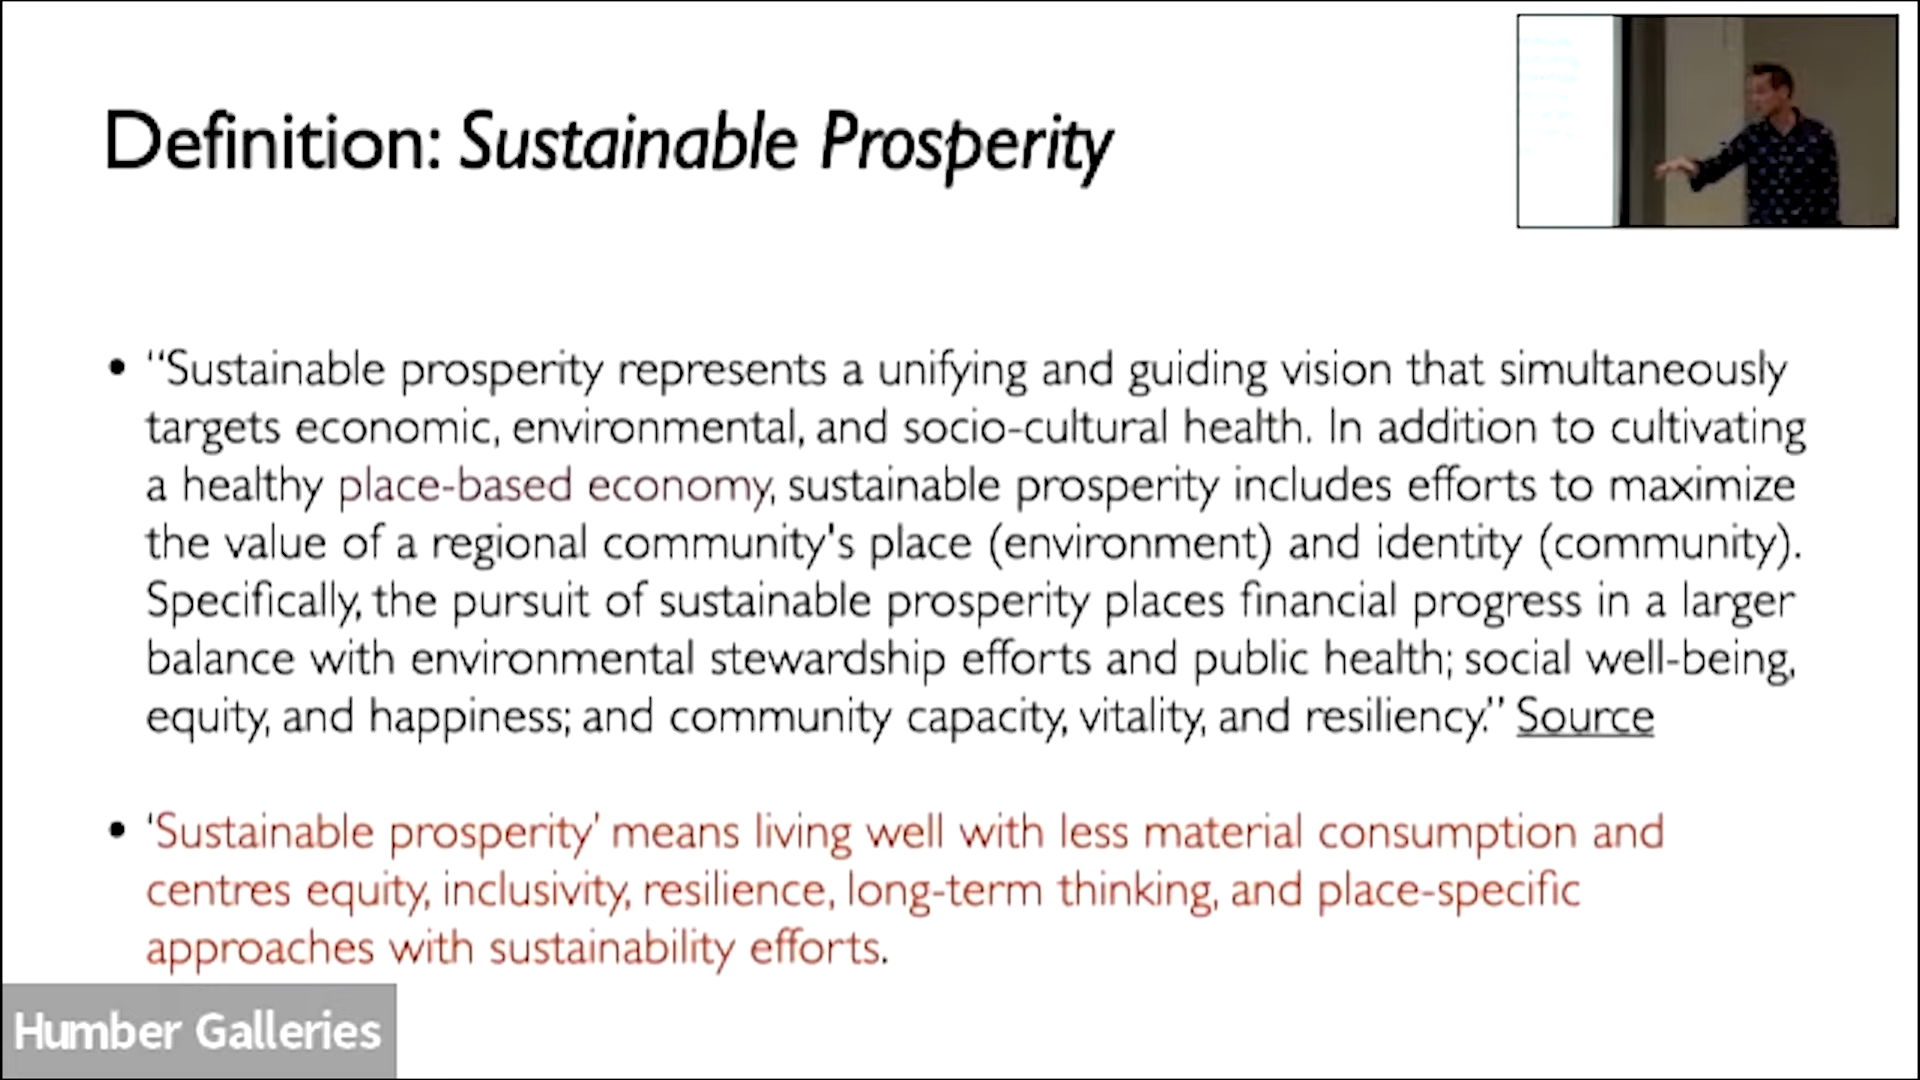 Definition: Sustainable Prosperity
• “Sustainable prosperity represents a unifying and guiding vision that simultaneously
targets economic, environmental, and socio-cultural health. In addition to cultivating
a healthy place-based economy, sustainable prosperity includes efforts to maximize
the value of a regional community's place (environment) and identity (community).
Specifically, the pursuit of sustainable prosperity places financial progress in a larger
balance with environmental stewardship efforts and public health; social well-being,
equity, and happiness; and community capacity, vitality, and resiliency.” Source
• ‘Sustainable prosperity’ means living well with less material consumption and
centres equity, inclusivity, resilience, long-term thinking, and place-specific
approaches with sustainability efforts.
Humber Galleries